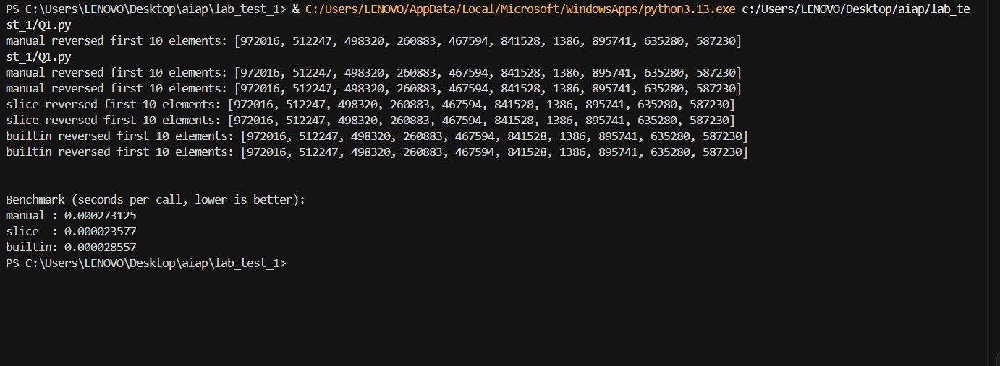 PS C:\Users\LENOVO\Desktop\aiap\lab_test_1> & C:/Users/LENOVO/AppData/Local/Microsoft/WindowsApps/python3.13.exe c:/Users/LENOVO/Desktop/aiap/lab_te
st_1/Q1.py
manual reversed first 10 elements: [972016, 512247, 498320, 260883, 467594, 841528, 1386, 895741, 635280, 587230]
st_1/Q1.py
manual reversed first 10 elements: [972016, 512247, 498320, 260883, 467594, 841528, 1386, 895741, 635280, 587230]
manual reversed first 10 elements: [972016, 512247, 498320, 260883, 467594, 841528, 1386, 895741, 635280, 587230]
slice reversed first 10 elements: [972016, 512247, 498320, 260883, 467594, 841528, 1386, 895741, 635280, 587230]
slice reversed first 10 elements: [972016, 512247, 498320, 260883, 467594, 841528, 1386, 895741, 635280, 587230]
builtin reversed first 10 elements: [972016, 512247, 498320, 260883, 467594, 841528, 1386, 895741, 635280, 587230]
builtin reversed first 10 elements: [972016, 512247, 498320, 260883, 467594, 841528, 1386, 895741, 635280, 587230]
Benchmark (seconds per call, lower is better):
manual : 0.000273125
slice  : 0.000023577
builtin: 0.000028557
PS C:\Users\LENOVO\Desktop\aiap\lab_test_1>